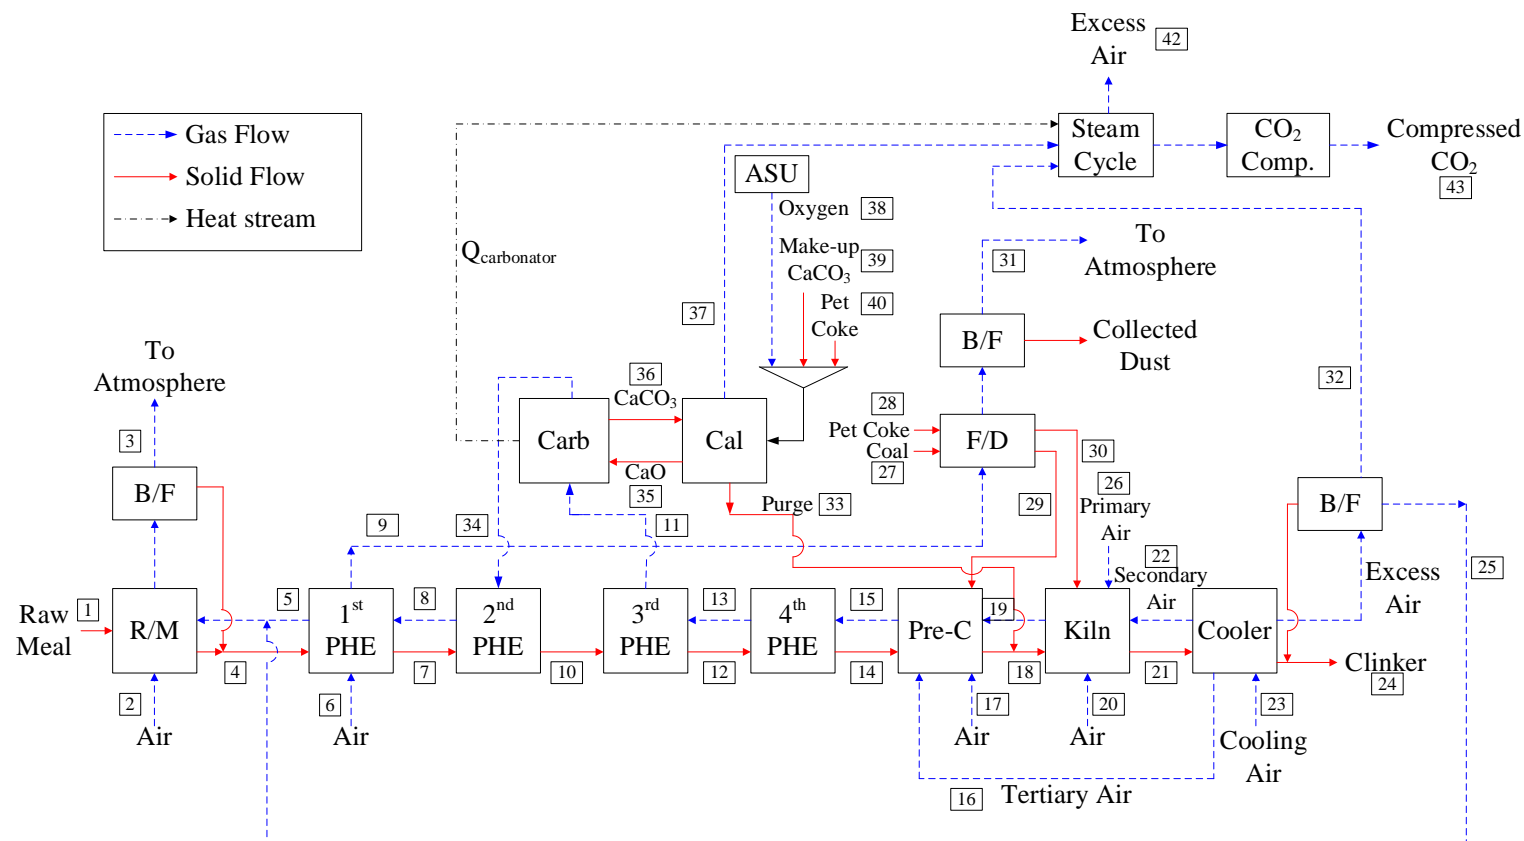 Excess
Air
42
Gas Flow
Solid Flow
Heat stream
Steam
Cycle
CO2
Comp.
Compressed
CO2
43
ASU
Oxygen
38
Make-up
CaCO3
39
Pet
Coke
40
Qcarbonator
37
To
Atmosphere
31
B/F
Collected
Dust
32
To
Atmosphere
3
36
CaCO3
Carb
Cal
CaO
35
28
Pet Coke
Coal
27
F/D
30
29
B/F
Purge
33
26
Primary
Air
B/F
9
34
11
22
Secondary
Air
Excess
Air
25
Raw
Meal
1
R/M
5
1st
PHE
8
2nd
PHE
3rd
PHE
13
4th
PHE
15
Pre-C
19
Kiln
Cooler
4
7
10
12
14
18
21
Clinker
24
2
Air
6
Air
17
Air
20
Air
23
Cooling
Air
16
Tertiary Air